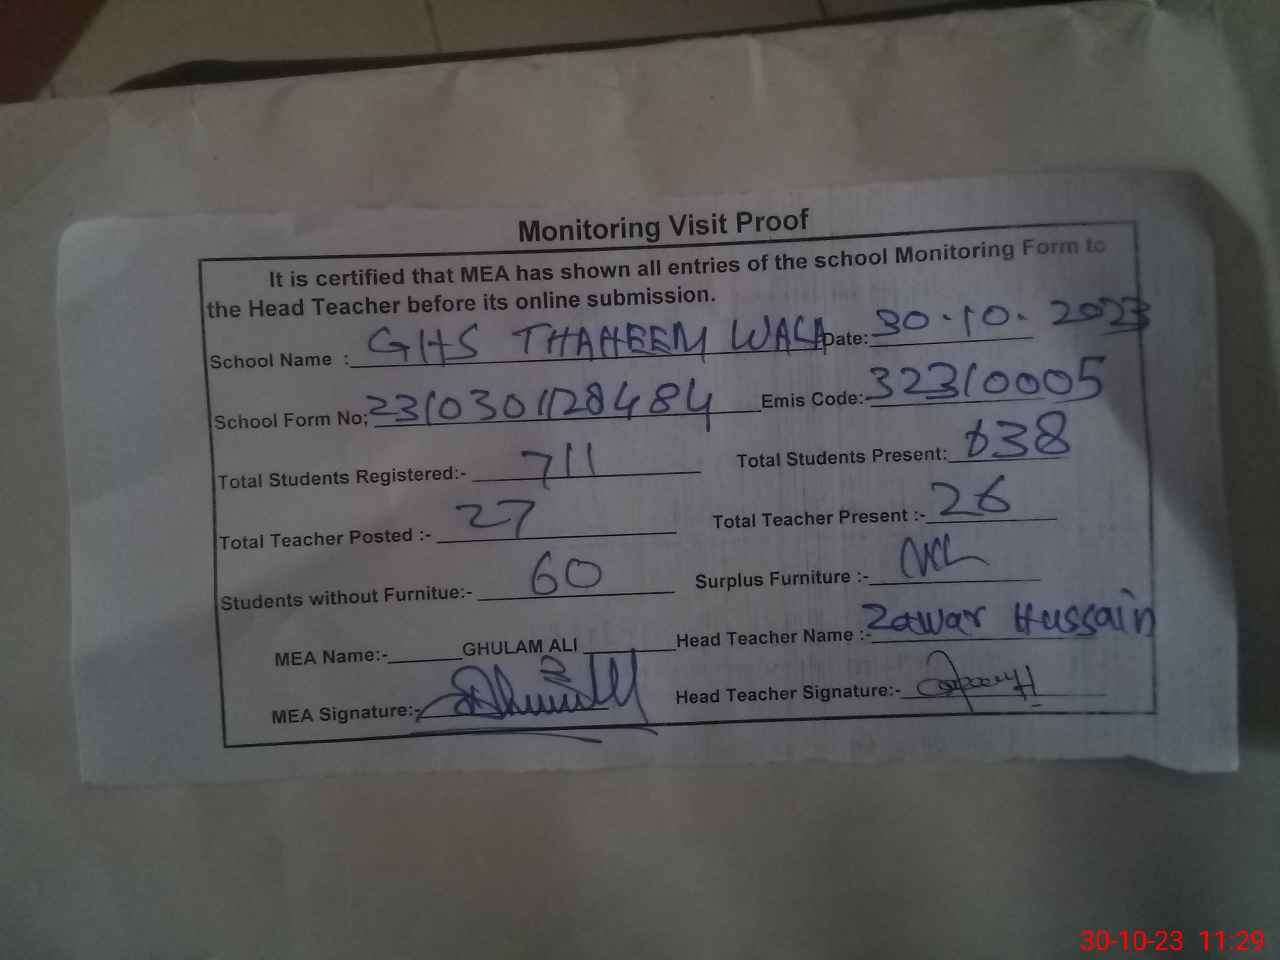 Monitoring Visit Proof
It is certified that MEA has shown all entries of the school Monitoring Form to
the Head Teacher before its online submission.
School Name : GHS THAHEEM WALA Date: 30.10.2023
School Form No; 2310301128484 Emis Code:- 32310005
Total Students Registered:- 711 Total Students Present: 638
Total Teacher Posted :- 27 Total Teacher Present :- 26
Students without Furnitue:- 60 Surplus Furniture :- Nil
MEA Name:- GHULAM ALI Head Teacher Name :- Zawar Hussain
MEA Signature:- Head Teacher Signature:-
30-10-23 11:29